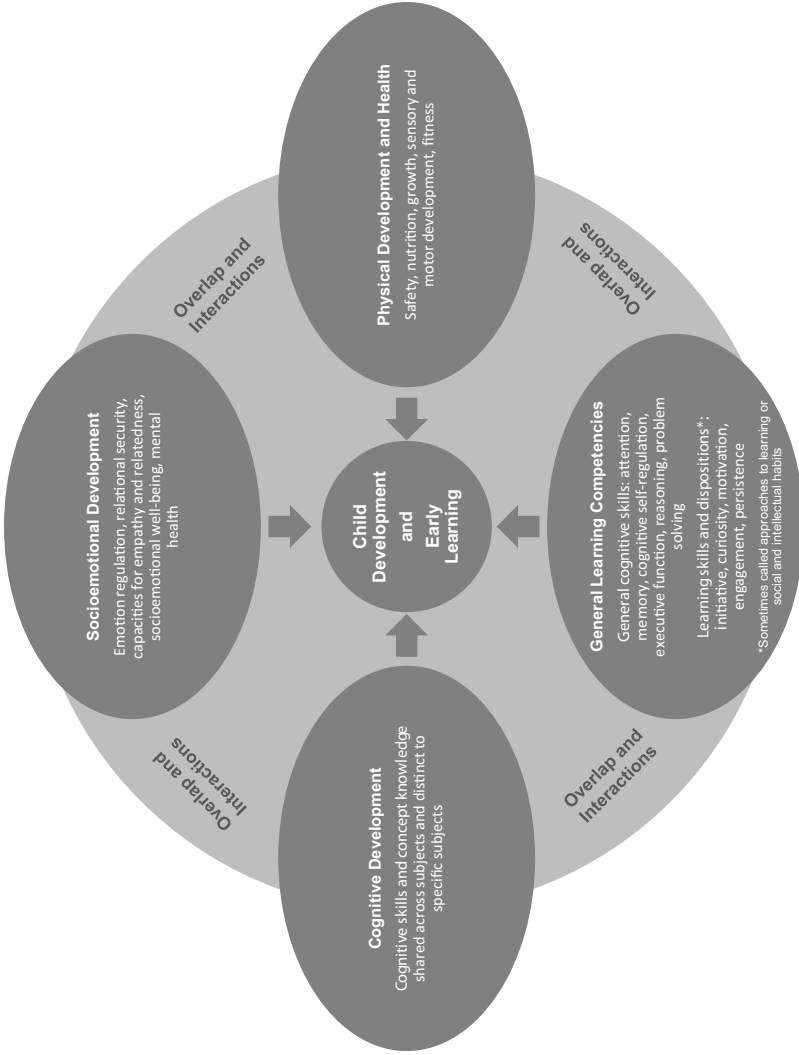 Cognitive Development
Cognitive skills and concept knowledge
shared across subjects and distinct to
specific subjects
Overlap and
Interactions
Overlap and
Interactions
General Learning Competencies
General cognitive skills: attention,
memory, cognitive self-regulation,
executive function, reasoning, problem
solving
Learning skills and dispositions*:
initiative, curiosity, motivation,
engagement, persistence
*Sometimes called approaches to learning or
social and intellectual habits
Child
Development
and
Early
Learning
Socioemotional Development
Emotion regulation, relational security,
capacities for empathy and relatedness,
socioemotional well-being, mental
health
Overlap and
Interactions
Overlap and
Interactions
Physical Development and Health
Safety, nutrition, growth, sensory and
motor development, fitness